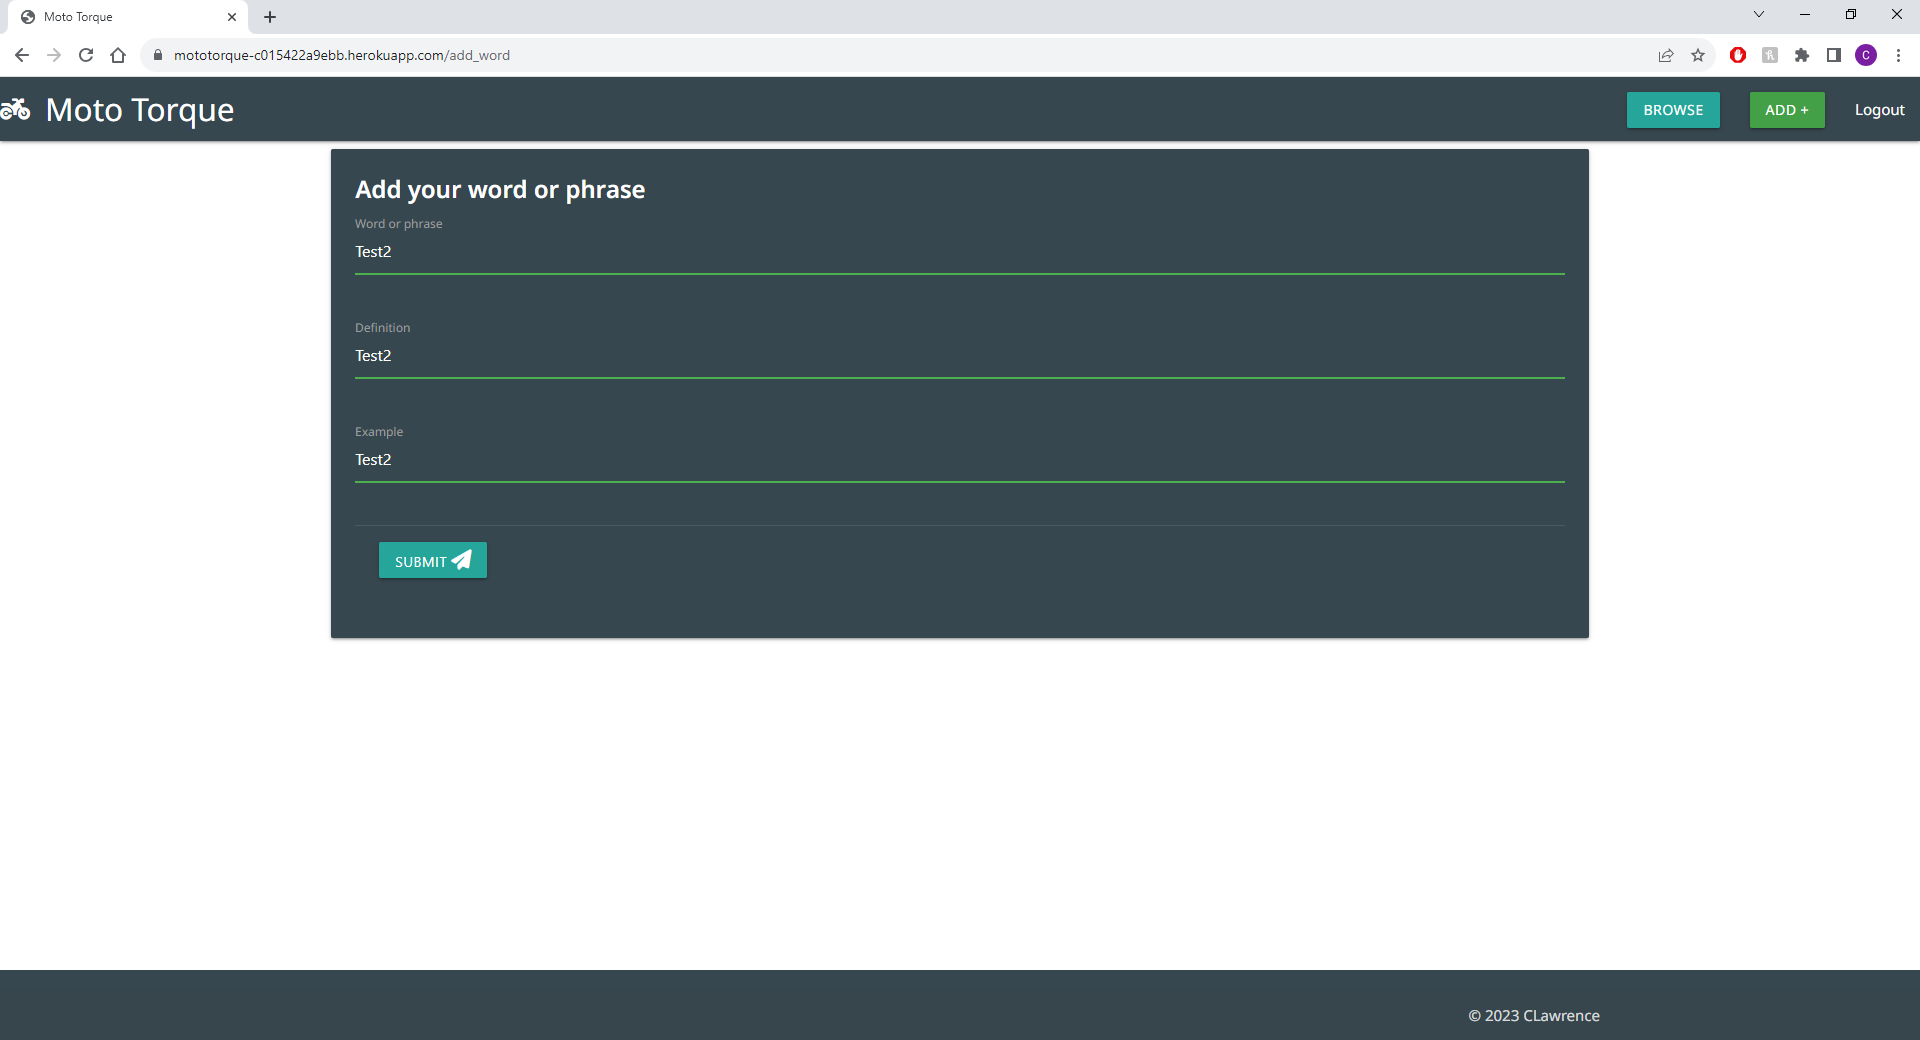 Moto Torque
mototorque-c015422a9ebb.herokuapp.com/add_word
C
Moto Torque
BROWSE
ADD +
Logout
Add your word or phrase
Word or phrase
Test2
Definition
Test2
Example
Test2
SUBMIT
© 2023 CLawrence